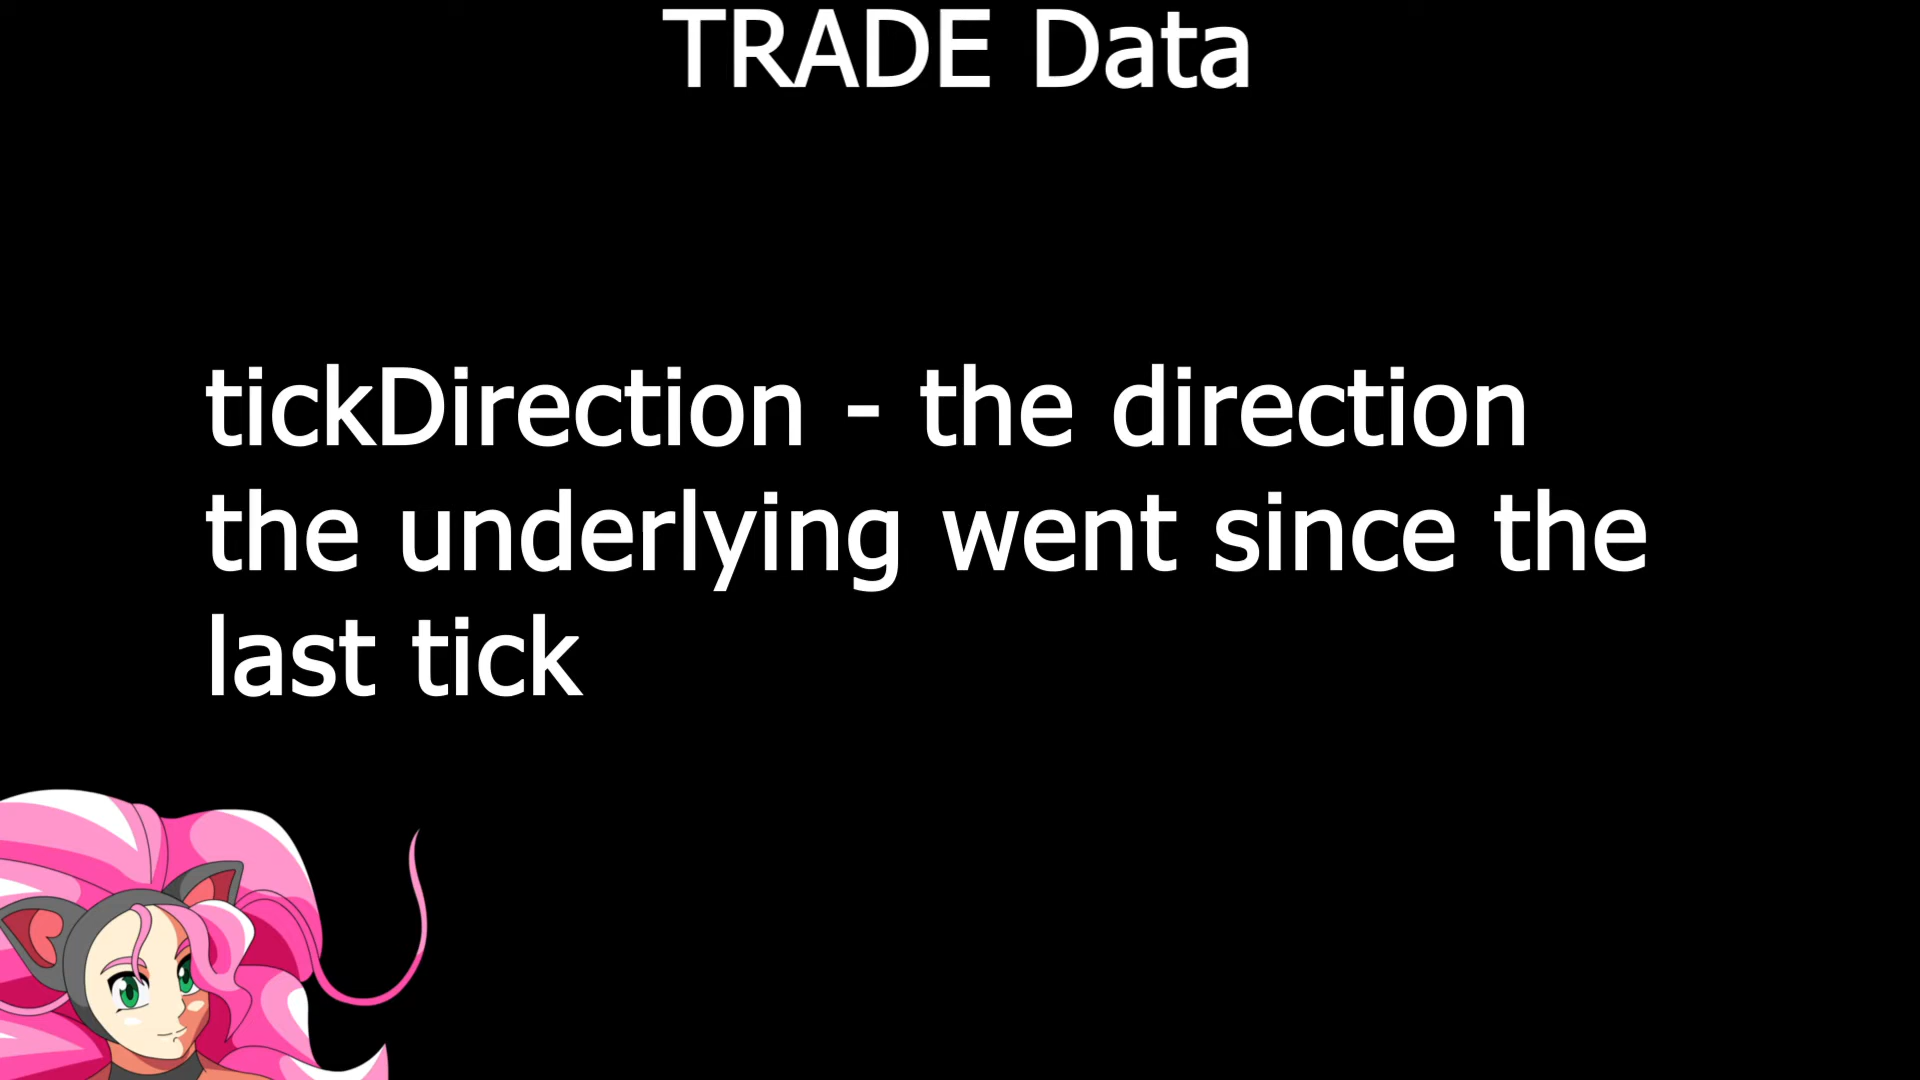 TRADE Data
tickDirection - the direction
the underlying went since the
last tick